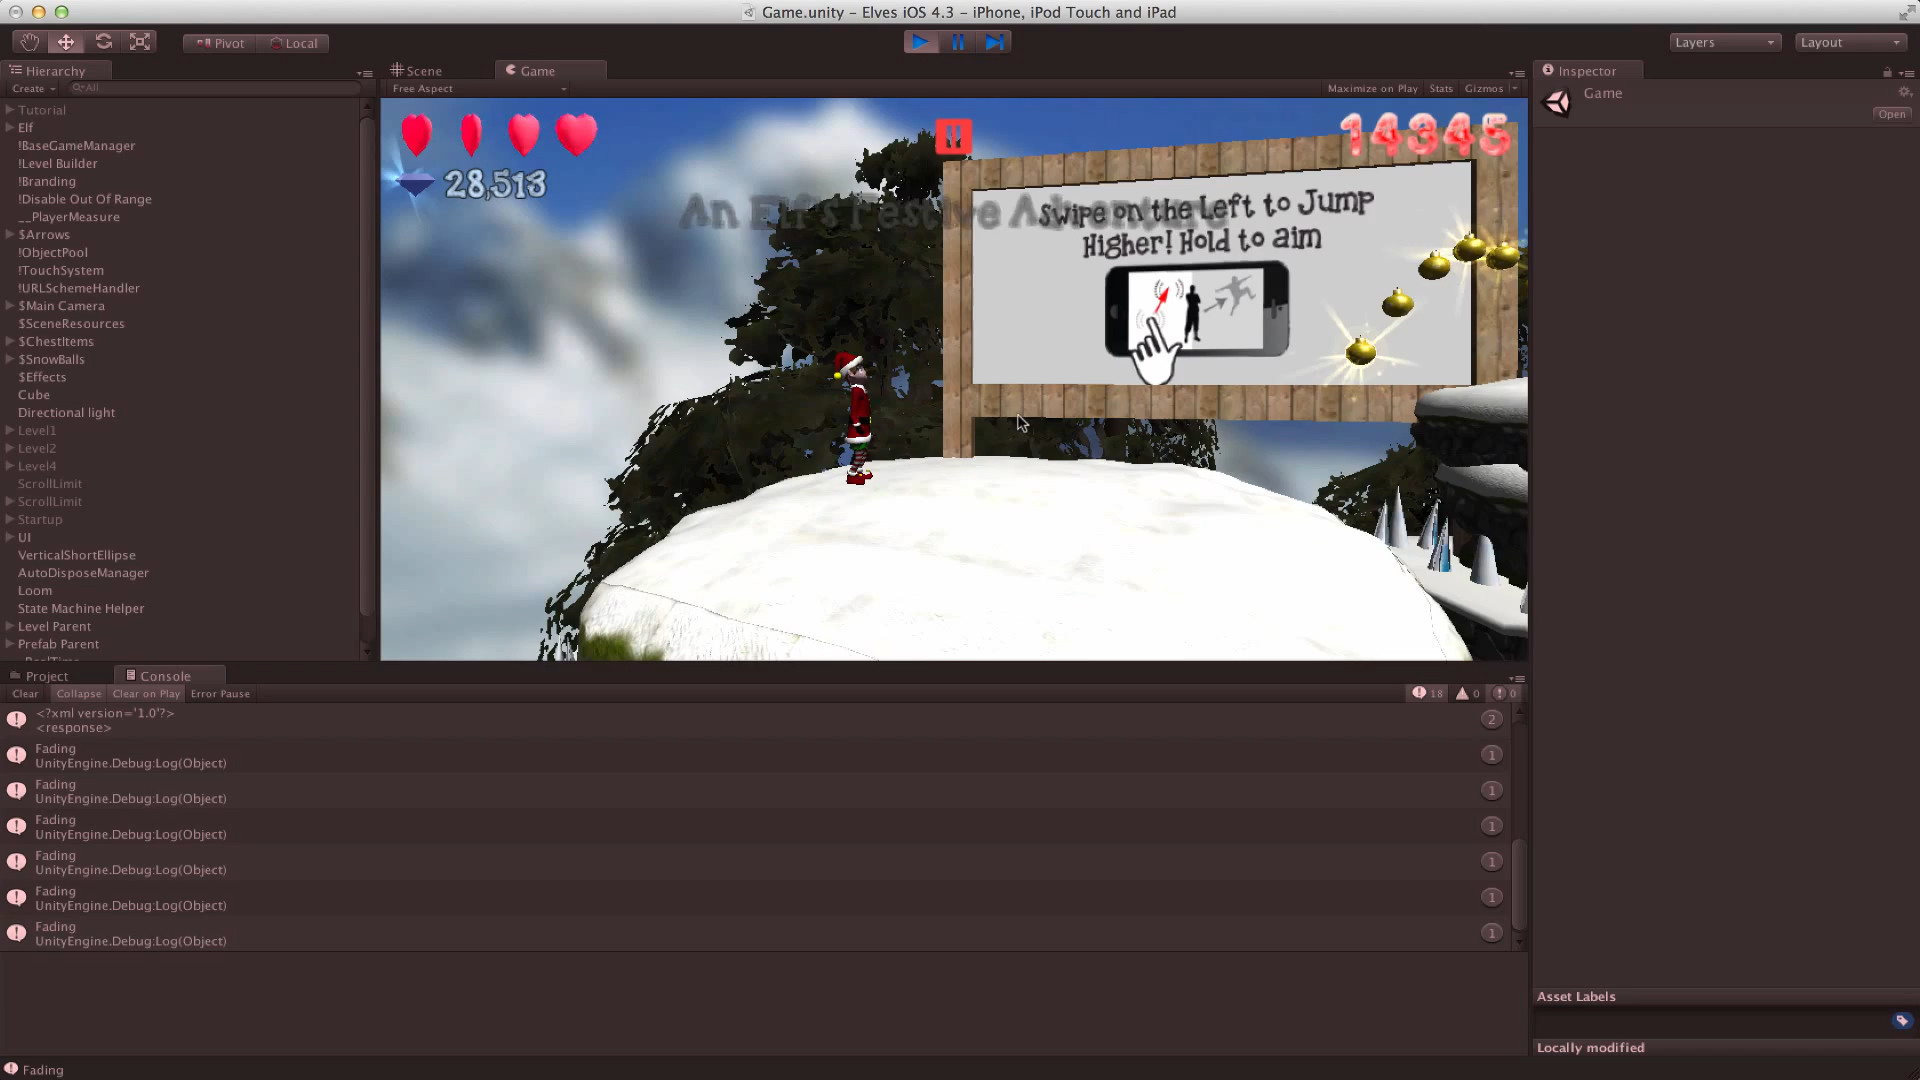 Game.unity – Elves iOS 4.3 – iPhone, iPod Touch and iPad
Pivot
Local
Layers
Layout
Hierarchy
Create
All
Tutorial
Elf
!BaseGameManager
!Level Builder
!Branding
!Disable Out Of Range
__PlayerMeasure
$Arrows
!ObjectPool
!TouchSystem
!URLSchemeHandler
$Main Camera
$SceneResources
$ChestItems
$SnowBalls
$Effects
Cube
Directional light
Level1
Level2
Level4
ScrollLimit
ScrollLimit
Startup
UI
VerticalShortEllipse
AutoDisposeManager
Loom
State Machine Helper
Level Parent
Prefab Parent
Scene
Game
Free Aspect
Maximize on Play
Stats
Gizmos
28,513
14345
An Elf's Festive Adventure
Swipe on the Left to Jump
Higher! Hold to aim
Inspector
Game
Open
Project
Console
Clear
Collapse
Clear on Play
Error Pause
18
0
0
<?xml version='1.0'?>
<response>
2
Fading
UnityEngine.Debug:Log(Object)
1
Fading
UnityEngine.Debug:Log(Object)
1
Fading
UnityEngine.Debug:Log(Object)
1
Fading
UnityEngine.Debug:Log(Object)
1
Fading
UnityEngine.Debug:Log(Object)
1
Fading
UnityEngine.Debug:Log(Object)
1
Asset Labels
Locally modified
Fading